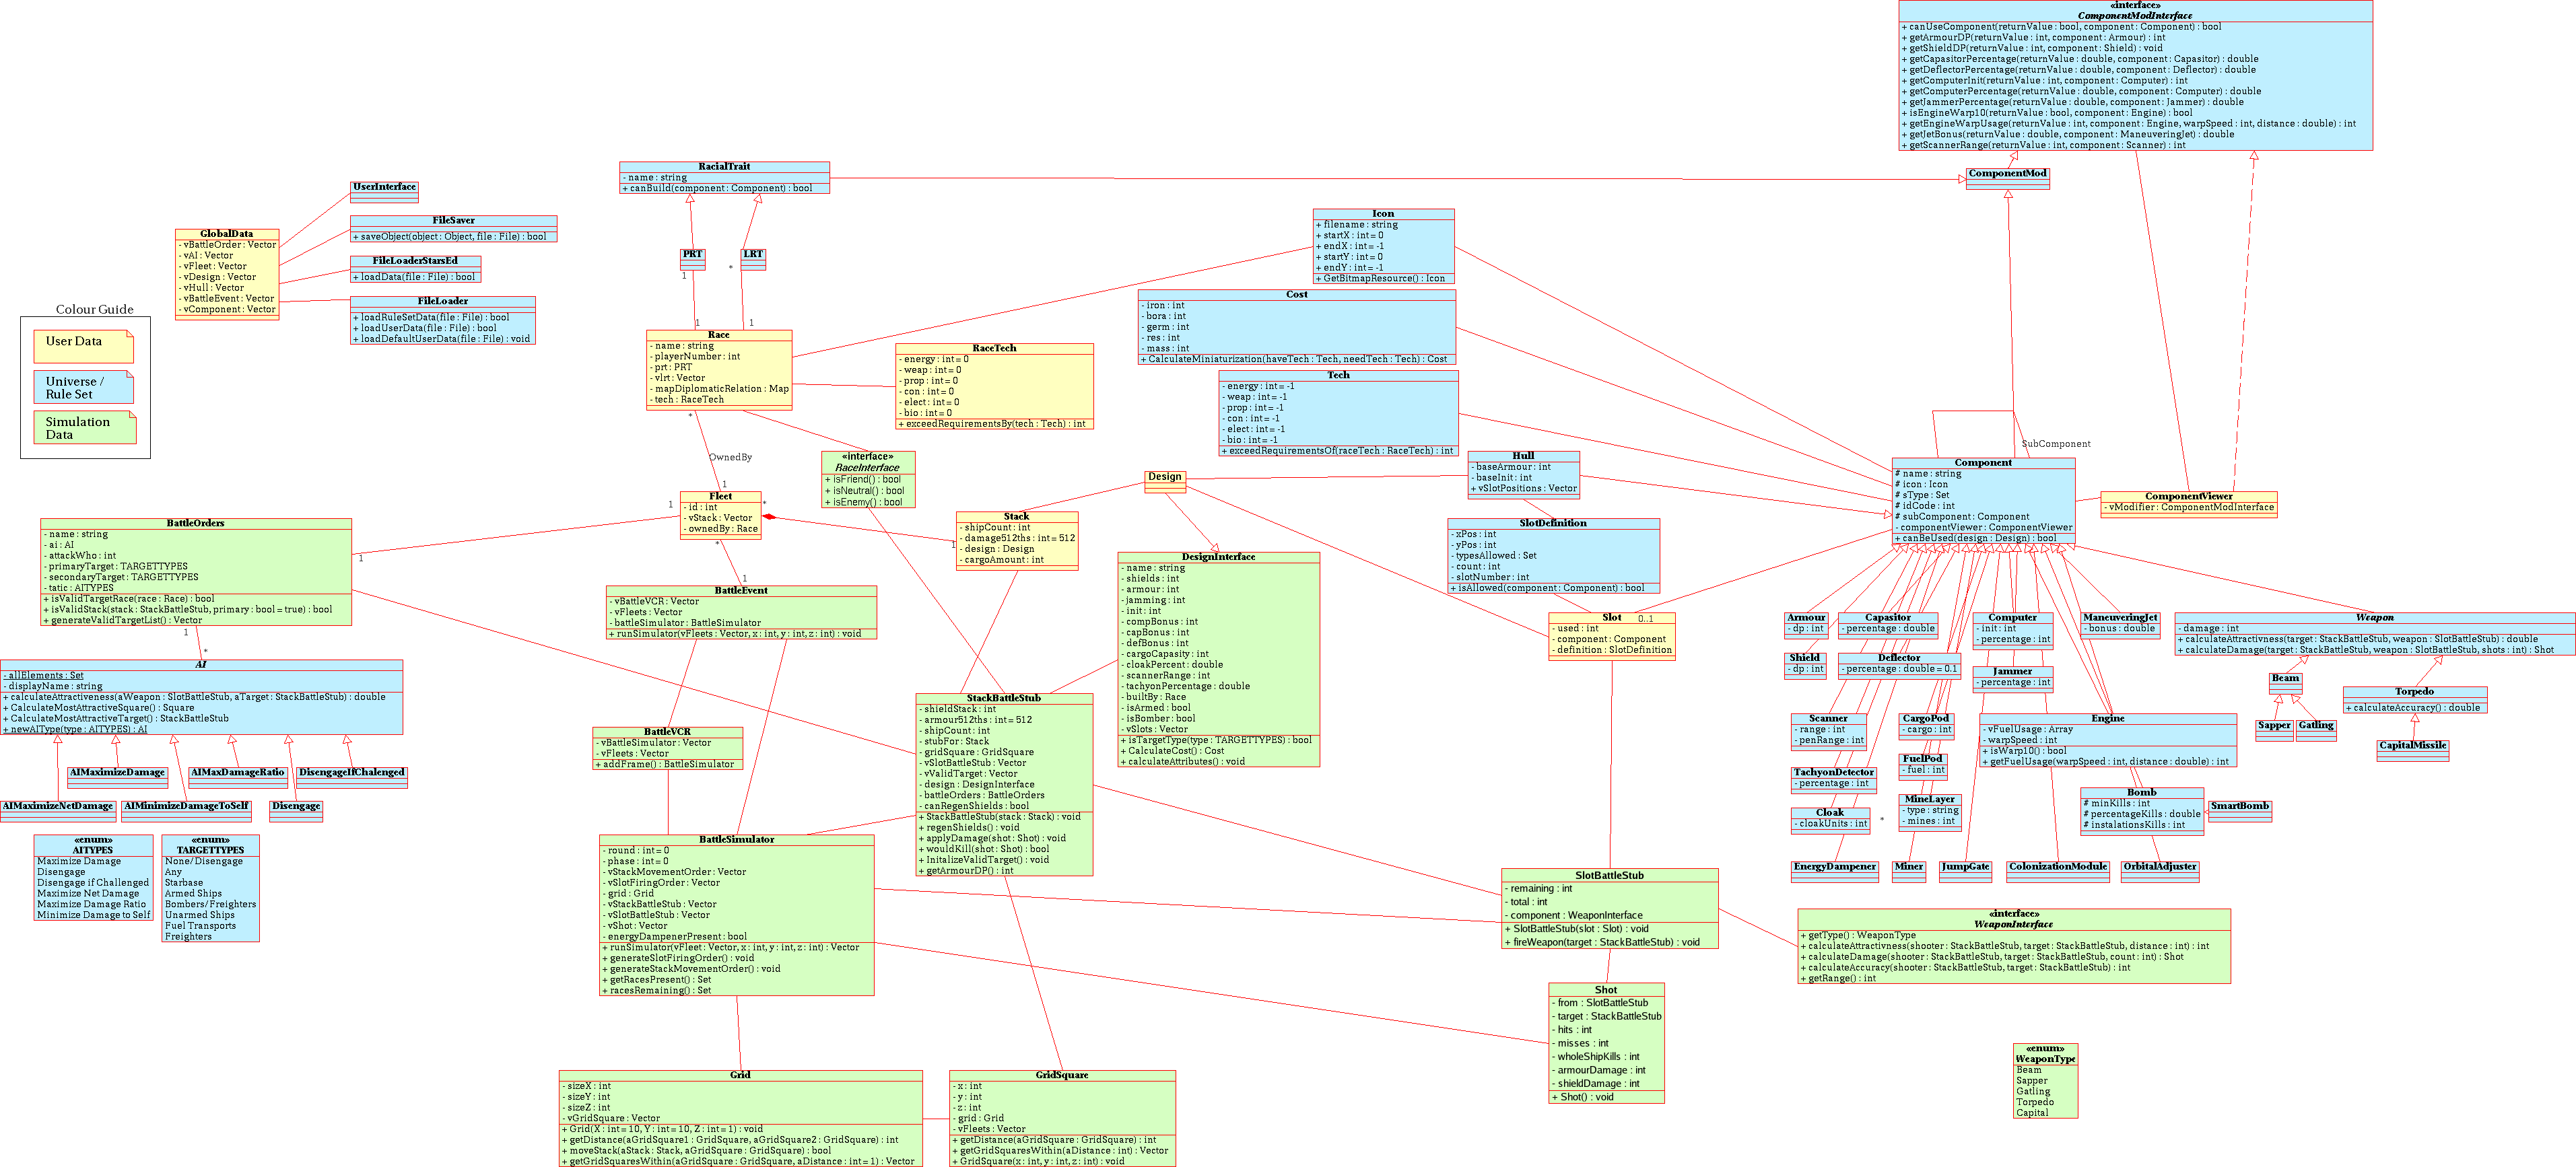 «interface»
ComponentModInterface
+ canUseComponent(returnValue : bool, component : Component) : bool
+ getArmourDP(returnValue : int, component : Armour) : int
+ getShieldDP(returnValue : int, component : Shield) : void
+ getCapasitorPercentage(returnValue : double, component : Capasitor) : double
+ getDeflectorPercentage(returnValue : double, component : Deflector) : double
+ getComputerInit(returnValue : int, component : Computer) : int
+ getComputerPercentage(returnValue : double, component : Computer) : double
+ getJammerPercentage(returnValue : double, component : Jammer) : double
+ isEngineWarp10(returnValue : bool, component : Engine) : bool
+ getEngineWarpUsage(returnValue : int, component : Engine, warpSpeed : int, distance : double) : int
+ getJetBonus(returnValue : double, component : ManeuveringJet) : double
+ getScannerRange(returnValue : int, component : Scanner) : int
RacialTrait
- name : string
+ canBuild(component : Component) : bool
ComponentMod
UserInterface
FileSaver
+ saveObject(object : Object, file : File) : bool
GlobalData
- vBattleOrder : Vector
- vAI : Vector
- vFleet : Vector
- vDesign : Vector
- vHull : Vector
- vBattleEvent : Vector
- vComponent : Vector
FileLoaderStarsEd
+ loadData(file : File) : bool
FileLoader
+ loadRuleSetData(file : File) : bool
+ loadUserData(file : File) : bool
+ loadDefaultUserData(file : File) : void
Colour Guide
User Data
Universe /
Rule Set
Simulation
Data
PRT
1
LRT
*
1
1
Icon
+ filename : string
+ startX : int = 0
+ endX : int = -1
+ startY : int = 0
+ endY : int = -1
+ GetBitmapResource() : Icon
Cost
- iron : int
- bora : int
- germ : int
- res : int
- mass : int
+ CalculateMiniaturization(haveTech : Tech, needTech : Tech) : Cost
Race
- name : string
- playerNumber : int
- prt : PRT
- vlrt : Vector
- mapDiplomaticRelation : Map
- tech : RaceTech
*
RaceTech
- energy : int = 0
- weap : int = 0
- prop : int = 0
- con : int = 0
- elect : int = 0
- bio : int = 0
+ exceedRequirementsBy(tech : Tech) : int
Tech
- energy : int = -1
- weap : int = -1
- prop : int = -1
- con : int = -1
- elect : int = -1
- bio : int = -1
+ exceedRequirementsOf(raceTech : RaceTech) : int
OwnedBy
1
«interface»
RaceInterface
+ isFriend() : bool
+ isNeutral() : bool
+ isEnemy() : bool
Design
Hull
- baseArmour : int
- baseInit : int
+ vSlotPositions : Vector
SubComponent
Component
# name : string
# icon : Icon
# sType : Set
# idCode : int
# subComponent : Component
- componentViewer : ComponentViewer
+ canBeUsed(design : Design) : bool
ComponentViewer
- vModifier : ComponentModInterface
Fleet
- id : int
- vStack : Vector
- ownedBy : Race
1
*
*
1
1
1
Stack
- shipCount : int
- damage512ths : int = 512
- design : Design
- cargoAmount : int
SlotDefinition
- xPos : int
- yPos : int
- typesAllowed : Set
- count : int
- slotNumber : int
+ isAllowed(component : Component) : bool
BattleOrders
- name : string
- ai : AI
- attackWho : int
- primaryTarget : TARGETTYPES
- secondaryTarget : TARGETTYPES
- tatic : AITYPES
+ isValidTargetRace(race : Race) : bool
+ isValidStack(stack : StackBattleStub, primary : bool = true) : bool
+ generateValidTargetList() : Vector
1
*
DesignInterface
- name : string
- shields : int
- armour : int
- jamming : int
- init : int
- compBonus : int
- capBonus : int
- defBonus : int
- cargoCapasity : int
- cloakPercent : double
- scannerRange : int
- tachyonPercentage : double
- builtBy : Race
- isArmed : bool
- isBomber : bool
- vSlots : Vector
+ isTargetType(type : TARGETTYPES) : bool
+ CalculateCost() : Cost
+ calculateAttributes() : void
BattleEvent
- vBattleVCR : Vector
- vFleets : Vector
- battleSimulator : BattleSimulator
+ runSimulator(vFleets : Vector, x : int, y : int, z : int) : void
Slot
0..1
- used : int
- component : Component
- definition : SlotDefinition
Armour
- dp : int
Capasitor
- percentage : double
Computer
- init : int
- percentage : int
ManeuveringJet
- bonus : double
Weapon
- damage : int
+ calculateAttractivness(target : StackBattleStub, weapon : SlotBattleStub) : double
+ calculateDamage(target : StackBattleStub, weapon : SlotBattleStub, shots : int) : Shot
Shield
- dp : int
Deflector
- percentage : double = 0.1
Jammer
- percentage : int
Beam
Torpedo
+ calculateAccuracy() : double
Sapper
Gatling
CapitalMissile
AI
- allElements : Set
- displayName : string
+ calculateAttractiveness(aWeapon : SlotBattleStub, aTarget : StackBattleStub) : double
+ CalculateMostAttractiveSquare() : Square
+ CalculateMostAttractiveTarget() : StackBattleStub
+ newAIType(type : AITYPES) : AI
StackBattleStub
- shieldStack : int
- armour512ths : int = 512
- shipCount : int
- stubFor : Stack
- gridSquare : GridSquare
- vSlotBattleStub : Vector
- vValidTarget : Vector
- design : DesignInterface
- battleOrders : BattleOrders
- canRegenShields : bool
+ StackBattleStub(stack : Stack) : void
+ regenShields() : void
+ applyDamage(shot : Shot) : void
+ wouldKill(shot : Shot) : bool
+ InitalizeValidTarget() : void
+ getArmourDP() : int
BattleVCR
- vBattleSimulator : Vector
- vFleets : Vector
+ addFrame() : BattleSimulator
Scanner
- range : int
- penRange : int
CargoPod
- cargo : int
Engine
- vFuelUsage : Array
- warpSpeed : int
+ isWarp10() : bool
+ getFuelUsage(warpSpeed : int, distance : double) : int
FuelPod
- fuel : int
TachyonDetector
- percentage : int
MineLayer
- type : string
- mines : int
Bomb
# minKills : int
# percentageKills : double
# instalationsKills : int
SmartBomb
Cloak
- cloakUnits : int
*
EnergyDampener
Miner
JumpGate
ColonizationModule
OrbitalAdjuster
AIMaximizeDamage
AIMaxDamageRatio
DisengageIfChalenged
AIMaximizeNetDamage
AIMinimizeDamageToSelf
Disengage
«enum»
AITYPES
Maximize Damage
Disengage
Disengage if Challenged
Maximize Net Damage
Maximize Damage Ratio
Minimize Damage to Self
«enum»
TARGETTYPES
None/Disengage
Any
Starbase
Armed Ships
Bombers/Freighters
Unarmed Ships
Fuel Transports
Freighters
BattleSimulator
- round : int = 0
- phase : int = 0
- vStackMovementOrder : Vector
- vSlotFiringOrder : Vector
- grid : Grid
- vStackBattleStub : Vector
- vSlotBattleStub : Vector
- vShot : Vector
- energyDampenerPresent : bool
+ runSimulator(vFleet : Vector, x : int, y : int, z : int) : Vector
+ generateSlotFiringOrder() : void
+ generateStackMovementOrder() : void
+ getRacesPresent() : Set
+ racesRemaining() : Set
SlotBattleStub
- remaining : int
- total : int
- component : WeaponInterface
+ SlotBattleStub(slot : Slot) : void
+ fireWeapon(target : StackBattleStub) : void
«interface»
WeaponInterface
+ getType() : WeaponType
+ calculateAttractivness(shooter : StackBattleStub, target : StackBattleStub, distance : int) : int
+ calculateDamage(shooter : StackBattleStub, target : StackBattleStub, count : int) : Shot
+ calculateAccuracy(shooter : StackBattleStub, target : StackBattleStub) : int
+ getRange() : int
Shot
- from : SlotBattleStub
- target : StackBattleStub
- hits : int
- misses : int
- wholeShipKills : int
- armourDamage : int
- shieldDamage : int
+ Shot() : void
«enum»
WeaponType
Beam
Sapper
Gatling
Torpedo
Capital
Grid
- sizeX : int
- sizeY : int
- sizeZ : int
- vGridSquare : Vector
+ Grid(X : int = 10, Y : int = 10, Z : int = 1) : void
+ getDistance(aGridSquare1 : GridSquare, aGridSquare2 : GridSquare) : int
+ moveStack(aStack : Stack, aGridSquare : GridSquare) : bool
+ getGridSquaresWithin(aGridSquare : GridSquare, aDistance : int = 1) : Vector
GridSquare
- x : int
- y : int
- z : int
- grid : Grid
- vFleets : Vector
+ getDistance(aGridSquare : GridSquare) : int
+ getGridSquaresWithin(aDistance : int) : Vector
+ GridSquare(x : int, y : int, z : int) : void